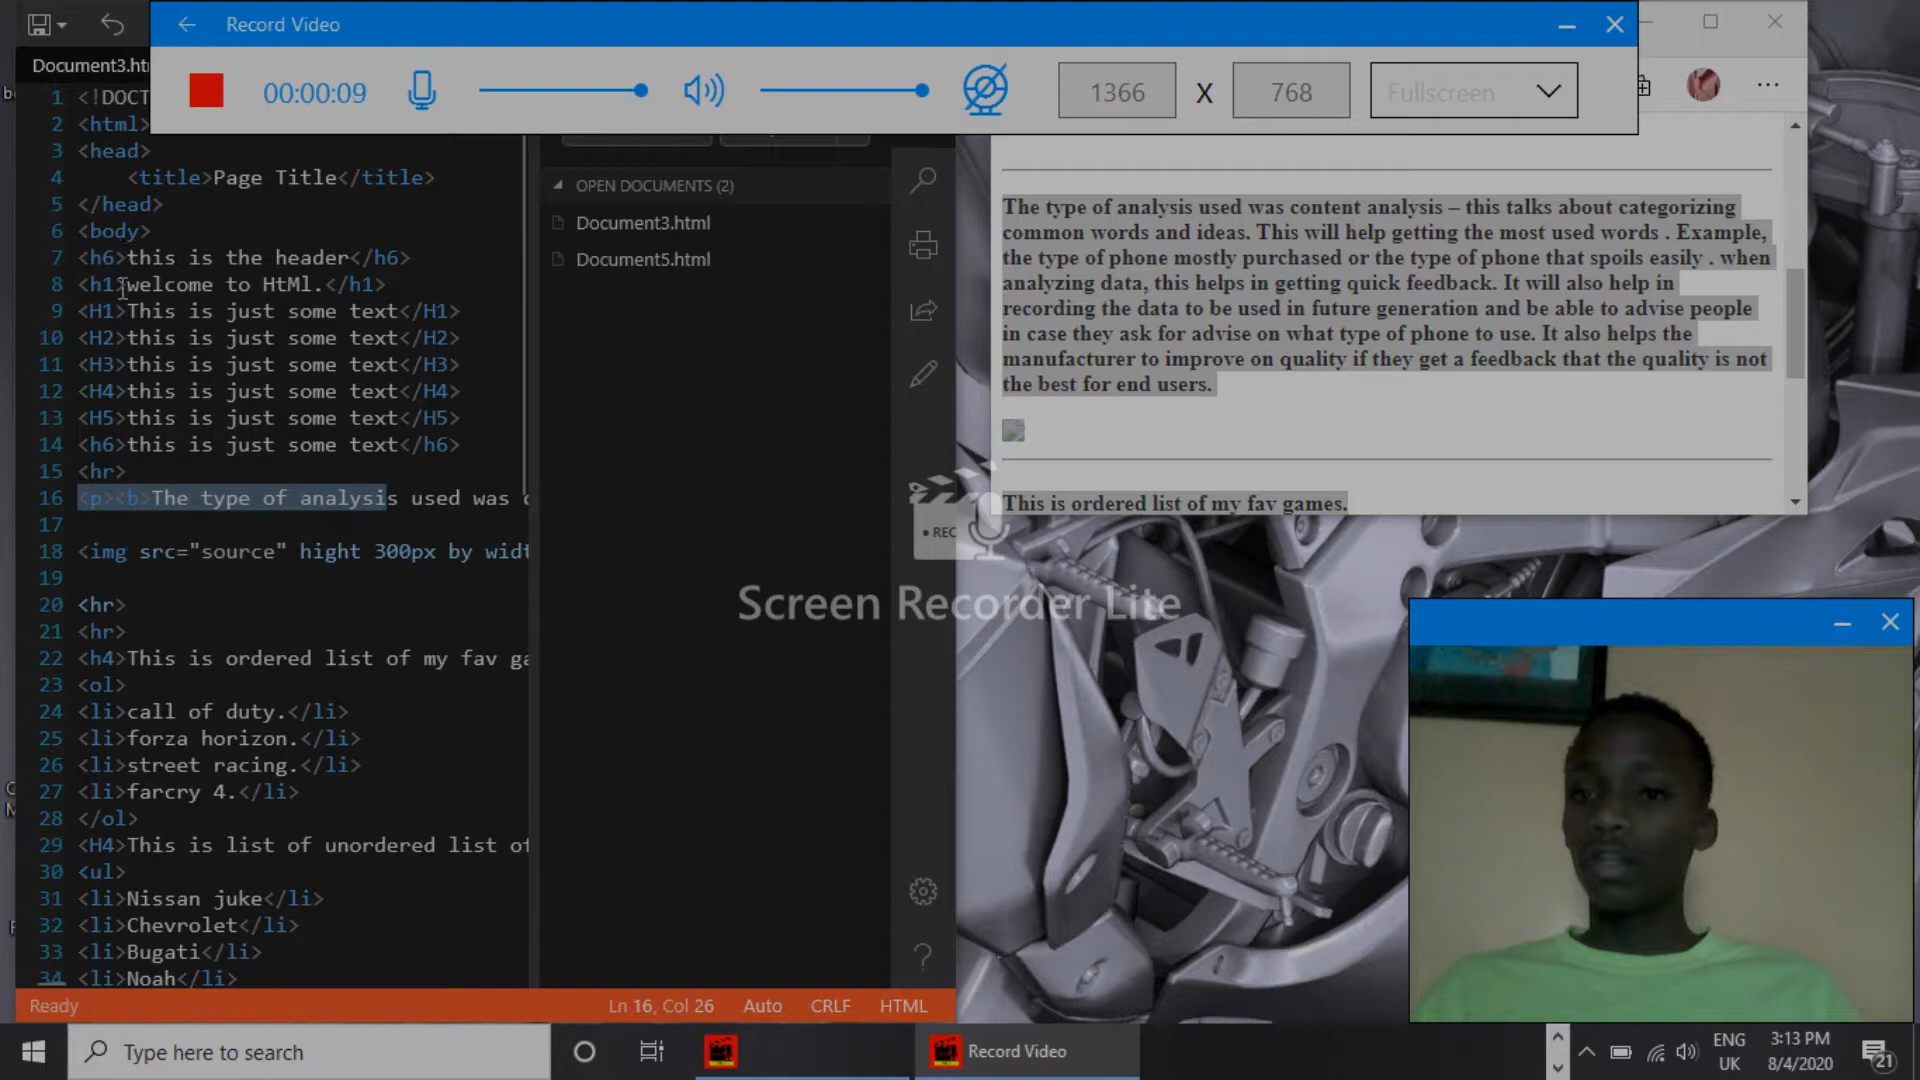 Record Video
00:00:09
1366 X 768 Fullscreen
Document3.ht
1 <!DOCT
2 <html>
3 <head>
4 <title>Page Title</title>
5 </head>
6 <body>
7 <h6>this is the header</h6>
8 <h1>welcome to HtMl.</h1>
9 <H1>This is just some text</H1>
10 <H2>this is just some text</H2>
11 <H3>this is just some text</H3>
12 <H4>this is just some text</H4>
13 <H5>this is just some text</H5>
14 <h6>this is just some text</h6>
15 <hr>
16 <p><b>The type of analysis used was
17
18 <img src="source" hight 300px by widt
19
20 <hr>
21 <hr>
22 <h4>This is ordered list of my fav ga
23 <ol>
24 <li>call of duty.</li>
25 <li>forza horizon.</li>
26 <li>street racing.</li>
27 <li>farcry 4.</li>
28 </ol>
29 <H4>This is list of unordered list of
30 <ul>
31 <li>Nissan juke</li>
32 <li>Chevrolet</li>
33 <li>Bugati</li>
34 <li>Noah</li>
Ready
Ln 16, Col 26 Auto CRLF HTML
OPEN DOCUMENTS (2)
Document3.html
Document5.html
The type of analysis used was content analysis – this talks about categorizing
common words and ideas. This will help getting the most used words . Example,
the type of phone mostly purchased or the type of phone that spoils easily . when
analyzing data, this helps in getting quick feedback. It will also help in
recording the data to be used in future generation and be able to advise people
in case they ask for advise on what type of phone to use. It also helps the
manufacturer to improve on quality if they get a feedback that the quality is not
the best for end users.
This is ordered list of my fav games.
• REC
Screen Recorder Lite
Type here to search
Record Video
ENG
UK
3:13 PM
8/4/2020
21